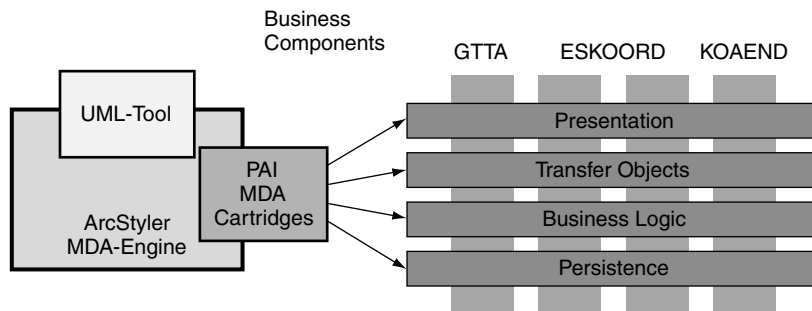 Business
Components
GTTA ESKOORD KOAEND
UML-Tool
PAI
MDA
Cartridges
ArcStyler
MDA-Engine
Presentation
Transfer Objects
Business Logic
Persistence